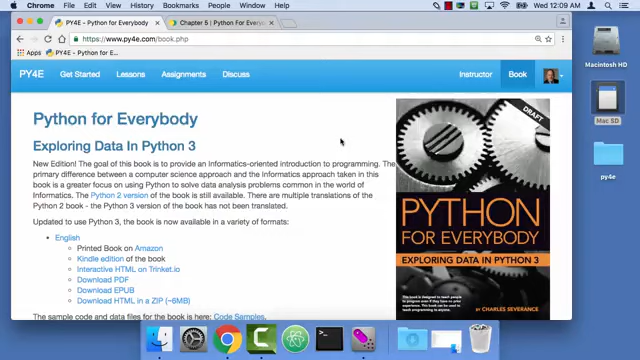 Chrome File Edit View History Bookmarks People Window Help
Wed 12:09 AM
PY4E - Python for Everybody
Chapter 5 | Python For Every
https://www.py4e.com/book.php
Apps PY4E - Python for E...
PY4E Get Started Lessons Assignments Discuss Instructor Book
Python for Everybody
Exploring Data In Python 3
New Edition! The goal of this book is to provide an Informatics-oriented introduction to programming. The
primary difference between a computer science approach and the Informatics approach taken in this
book is a greater focus on using Python to solve data analysis problems common in the world of
Informatics. The Python 2 version of the book is still available. There are multiple translations of the
Python 2 book - the Python 3 version of the book has not been translated.
Updated to use Python 3, the book is now available in a variety of formats:
English
Printed Book on Amazon
Kindle edition of the book
Interactive HTML on Trinket.io
Download PDF
Download EPUB
Download HTML in a ZIP (~6MB)
The sample code and data files for the book is here: Code Samples.
DRAFT
PYTHON
FOR EVERYBODY
EXPLORING DATA IN PYTHON 3
BY CHARLES SEVERANCE
Macintosh HD
Mac SD
py4e